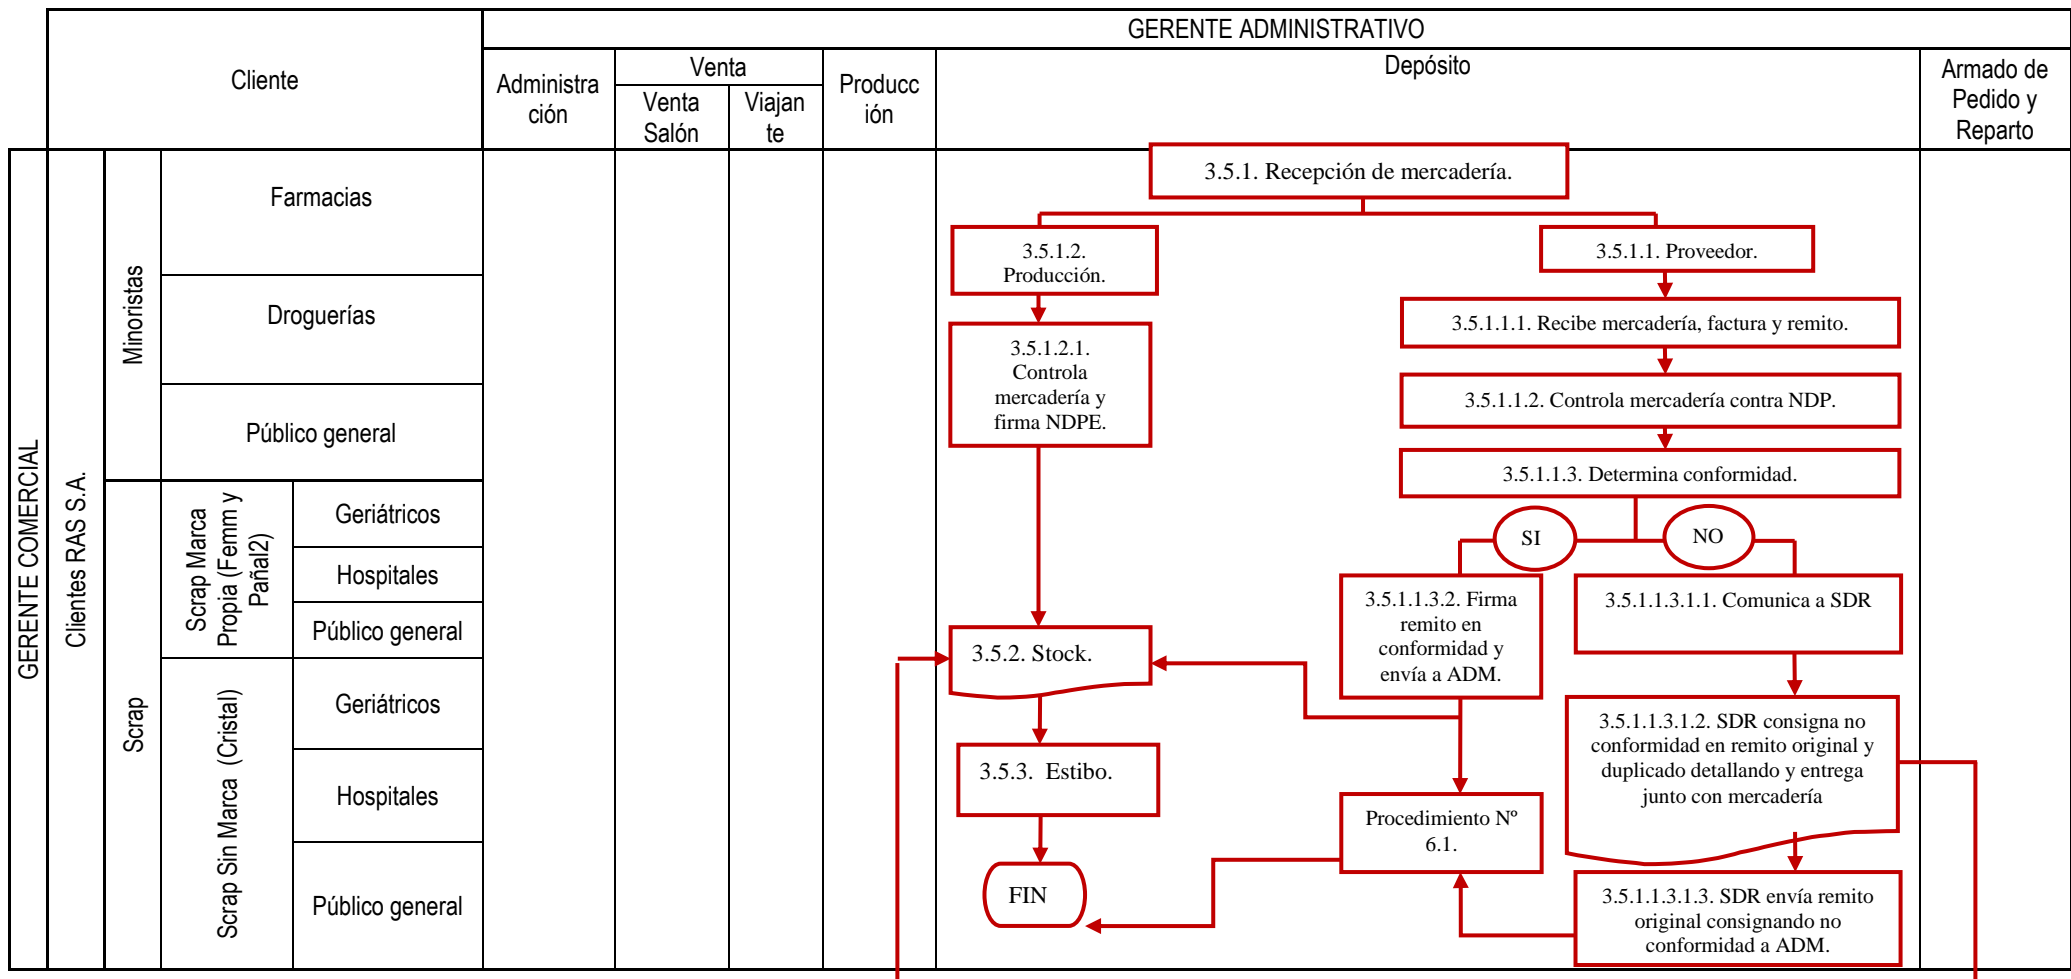 GERENTE ADMINISTRATIVO
Cliente
Administra
ción
Venta
Venta
Salón
Viajan
te
Producc
ión
Depósito
Armado de
Pedido y
Reparto
GERENTE COMERCIAL
Clientes RAS S.A.
Minoristas
Farmacias
Droguerías
Público general
Scrap
Scrap Marca
Propia (Femm y
Pañal2)
Geriátricos
Hospitales
Público general
Scrap Sin Marca (Cristal)
Geriátricos
Hospitales
Público general
3.5.1. Recepción de mercadería.
3.5.1.2.
Producción.
3.5.1.1. Proveedor.
3.5.1.1.1. Recibe mercadería, factura y remito.
3.5.1.2.1.
Controla
mercadería y
firma NDPE.
3.5.1.1.2. Controla mercadería contra NDP.
3.5.1.1.3. Determina conformidad.
SI
NO
3.5.1.1.3.2. Firma
remito en
conformidad y
envía a ADM.
3.5.1.1.3.1.1. Comunica a SDR
3.5.2. Stock.
3.5.1.1.3.1.2. SDR consigna no
conformidad en remito original y
duplicado detallando y entrega
junto con mercadería
3.5.3. Estibo.
Procedimiento Nº
6.1.
FIN
3.5.1.1.3.1.3. SDR envía remito
original consignando no
conformidad a ADM.